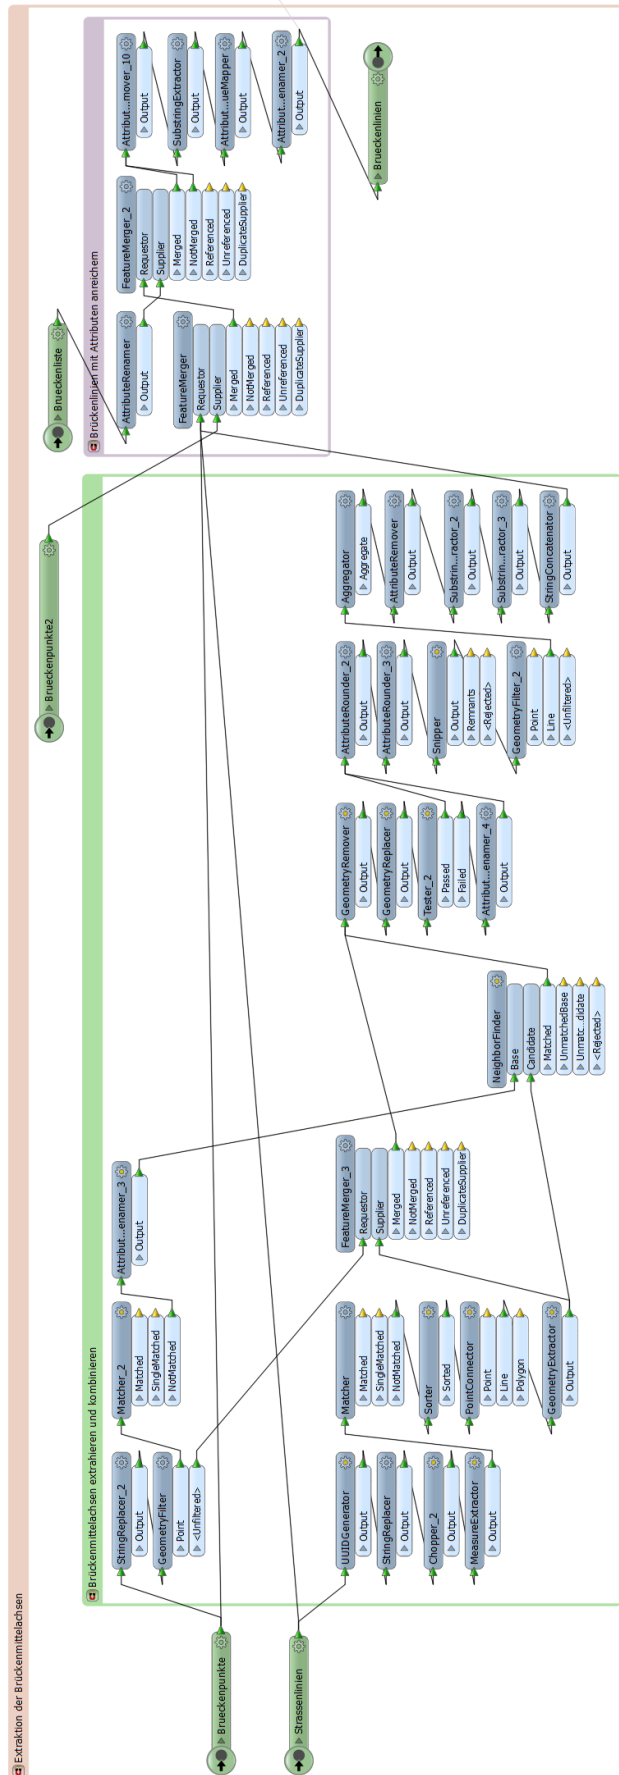 Extraktion der Brückenmittelachsen
Brueckenpunkte
Strassenlinien
Brückenmittelachsen extrahieren und kombinieren
StringReplacer_2
Output
GeometryFilter
Point
<Unfiltered>
UUIDGenerator
Output
StringReplacer
Output
Chopper_2
Output
MeasureExtractor
Output
Matcher_2
Matched
SingleMatched
NotMatched
Matcher
Matched
SingleMatched
NotMatched
Sorter
Sorted
PointConnector
Point
Line
Polygon
GeometryExtractor
Output
Attribut...enamer_3
Output
FeatureMerger_3
Requestor
Supplier
Merged
NotMerged
Referenced
Unreferenced
DuplicateSupplier
NeighborFinder
Base
Candidate
Matched
UnmatchedBase
Unmatc...didate
<Rejected>
GeometryRemover
Output
GeometryReplacer
Output
Tester_2
Passed
Failed
Attribut...enamer_4
Output
AttributeRounder_2
Output
AttributeRounder_3
Output
Snipper
Output
Remnants
<Rejected>
GeometryFilter_2
Point
Line
<Unfiltered>
Aggregator
Aggregate
AttributeRemover
Output
Substrin...ractor_2
Output
Substrin...ractor_3
Output
StringConcatenator
Output
Brueckenpunkte2
Brueckenliste
Brückenlinien mit Attributen anreichern
AttributeRenamer
Output
FeatureMerger
Requestor
Supplier
Merged
NotMerged
Referenced
Unreferenced
DuplicateSupplier
FeatureMerger_2
Requestor
Supplier
Merged
NotMerged
Referenced
Unreferenced
DuplicateSupplier
Attribut...mover_10
Output
SubstringExtractor
Output
Attribut...ueMapper
Output
Attribut...enamer_2
Output
Brueckenlinien